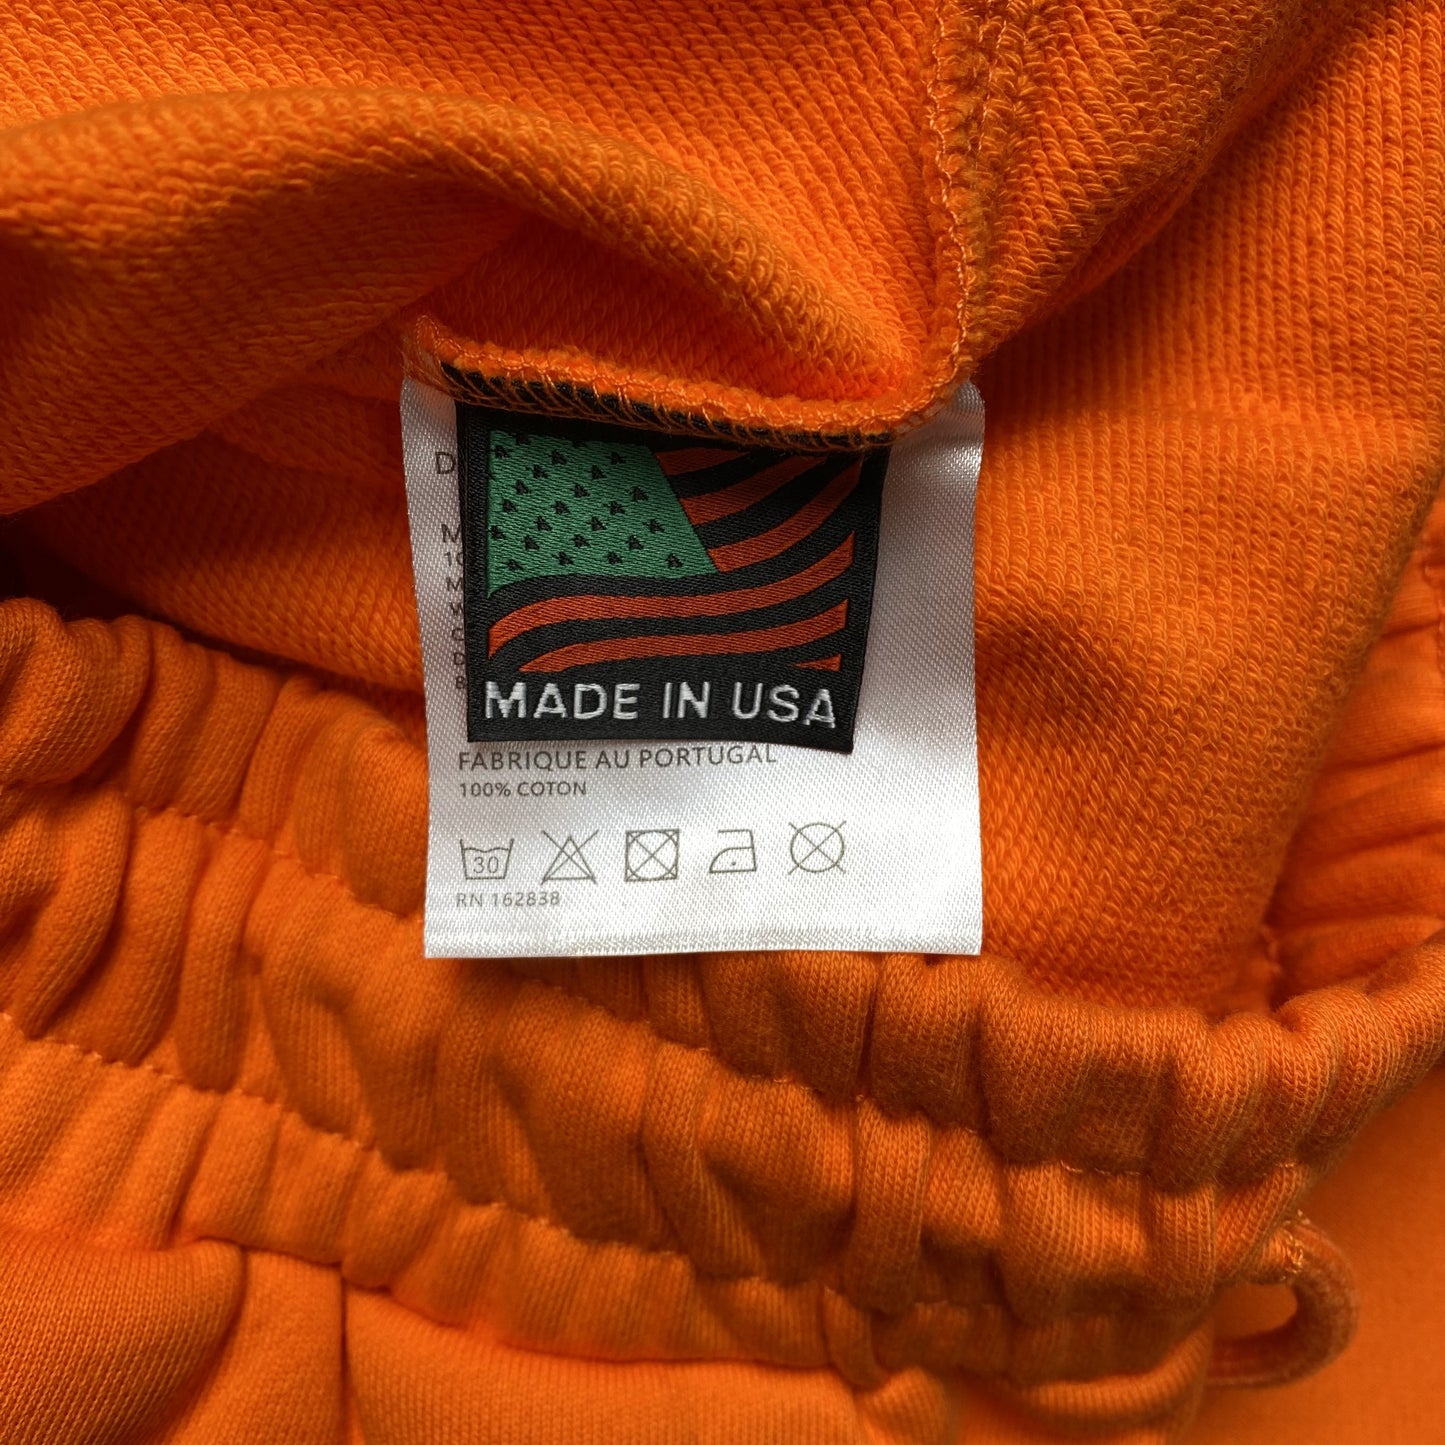 MADE IN USA
FABRIQUE AU PORTUGAL
100% COTON
30
RN 162838